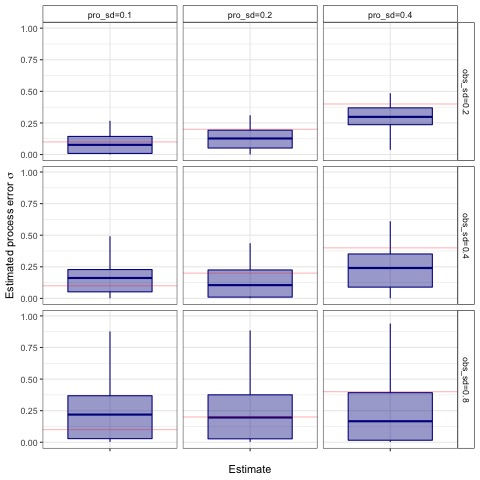 pro_sd=0.1
pro_sd=0.2
pro_sd=0.4
1.00
0.75
0.50
0.25
0.00
obs_sd=0.2
1.00
0.75
0.50
0.25
0.00
obs_sd=0.4
1.00
0.75
0.50
0.25
0.00
obs_sd=0.8
Estimated process error σ
Estimate